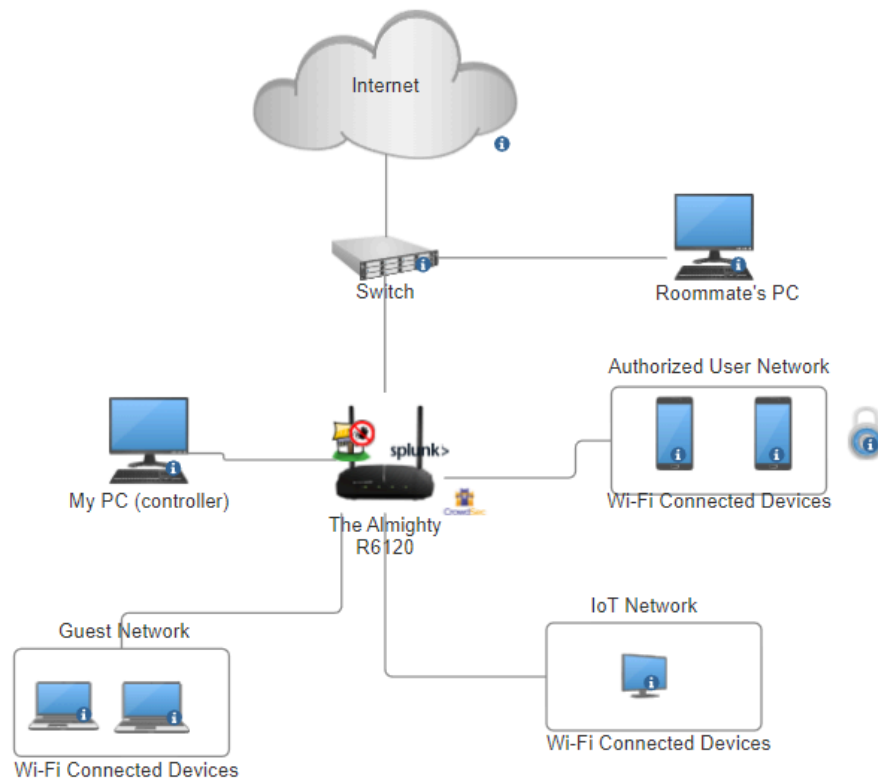 Internet
Switch
Roommate's PC
Authorized User Network
splunk>
My PC (controller)
Wi-Fi Connected Devices
CrowdSec
The Almighty
R6120
IoT Network
Guest Network
Wi-Fi Connected Devices
Wi-Fi Connected Devices